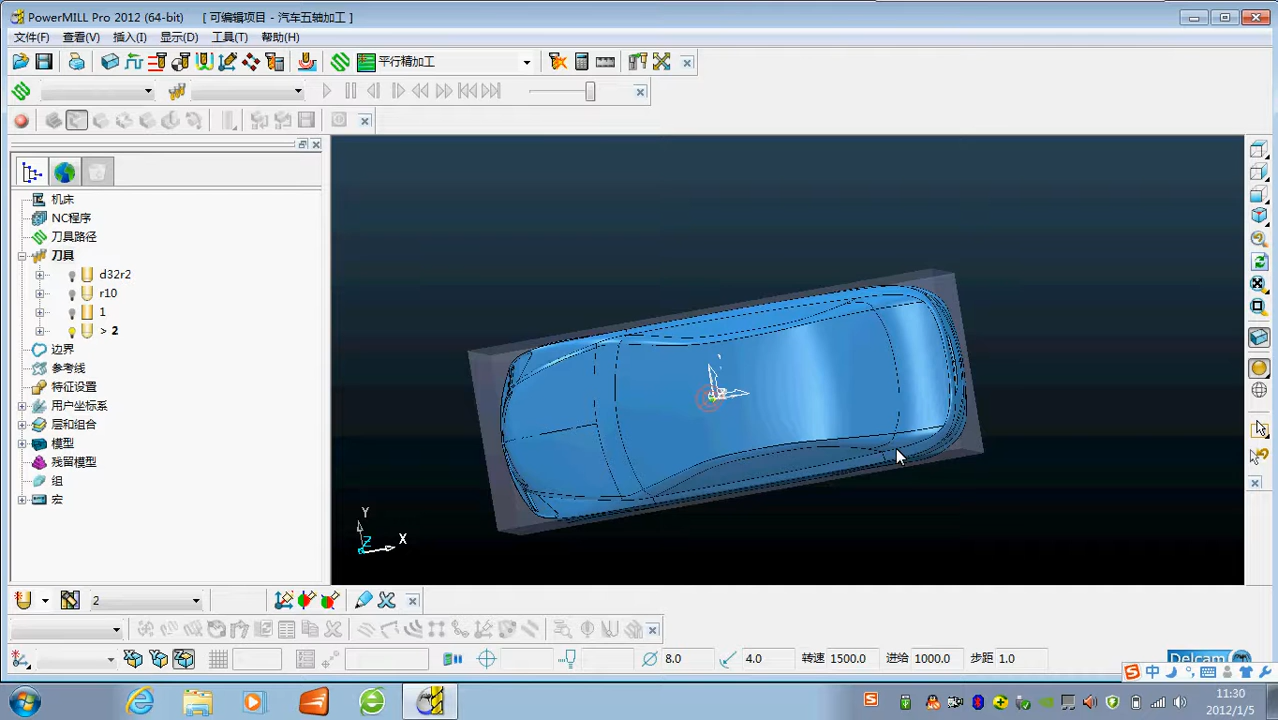 PowerMILL Pro 2012 (64-bit) [ 可编辑项目 - 汽车五轴加工 ]
文件(F) 查看(V) 插入(I) 显示(D) 工具(T) 帮助(H)
平行精加工
机床
NC程序
刀具路径
刀具
d32r2
r10
1
> 2
边界
参考线
特征设置
用户坐标系
层和组合
模型
残留模型
组
宏
Y
Z
X
2
8.0 4.0 转速 1500.0 进给 1000.0 步距 1.0
中
Delcam
11:30
2012/1/5